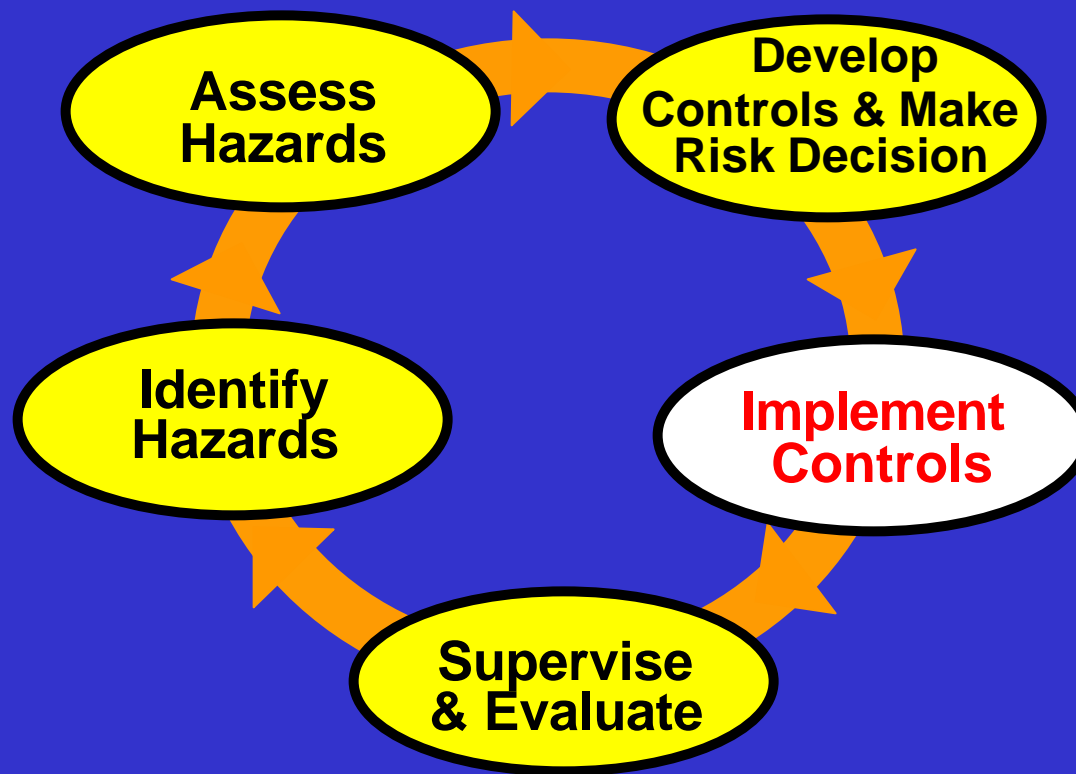 Assess
Hazards
Develop
Controls & Make
Risk Decision
Identify
Hazards
Implement
Controls
Supervise
& Evaluate